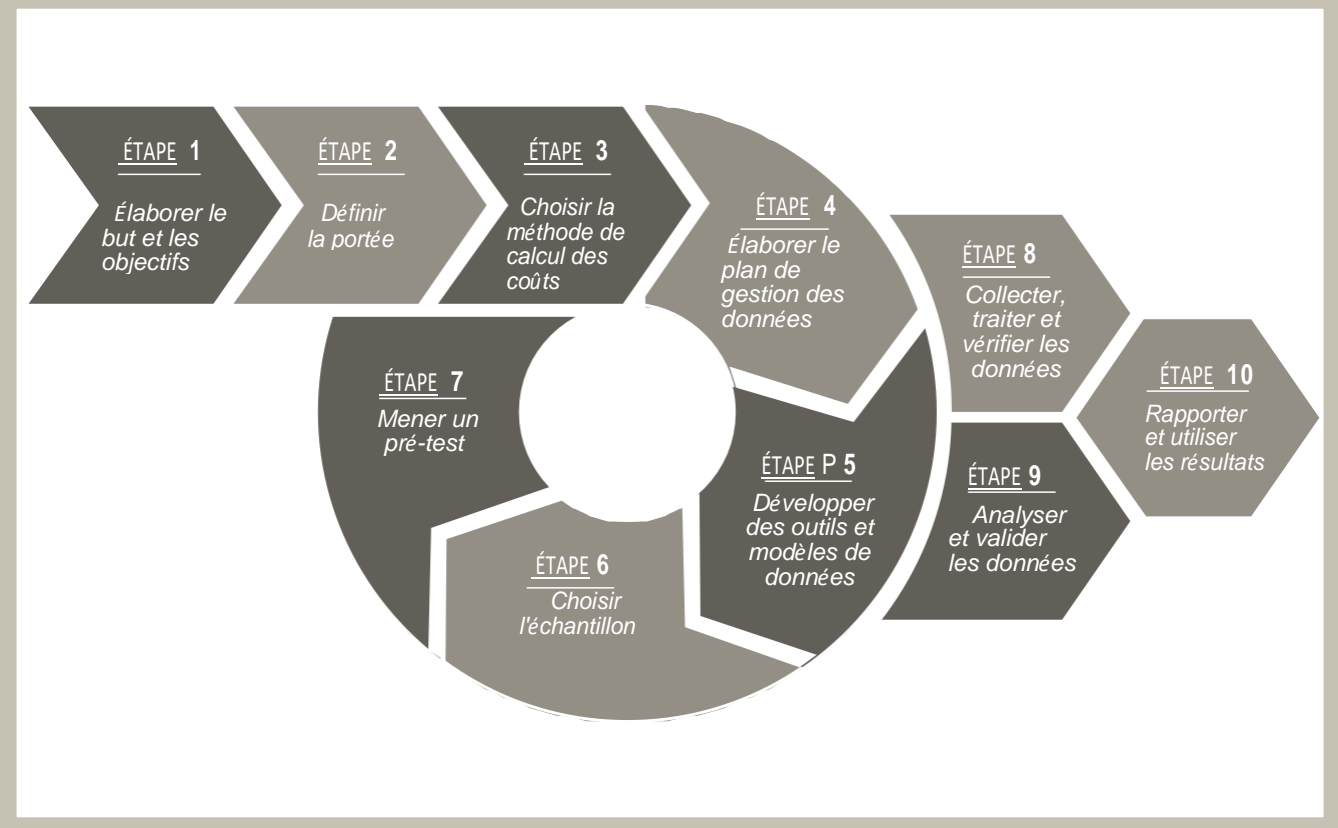 ÉTAPE 1
Élaborer le
but et les
objectifs
ÉTAPE 2
Définir
la portée
ÉTAPE 3
Choisir la
méthode de
calcul des
coûts
ÉTAPE 4
Élaborer le
plan de
gestion des
données
ÉTAPE P 5
Développer
des outils et
modèles de
données
ÉTAPE 6
Choisir
l'échantillon
ÉTAPE 7
Mener un
pré-test
ÉTAPE 8
Collecter,
traiter et
vérifier les
données
ÉTAPE 9
Analyser
et valider
les données
ÉTAPE 10
Rapporter
et utiliser
les résultats